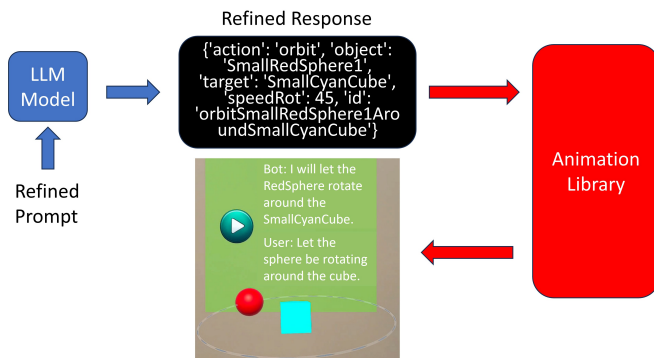 Refined Response
LLM
Model
{'action': 'orbit', 'object':
'SmallRedSphere1',
'target': 'SmallCyanCube',
'speedRot': 45, 'id':
'orbitSmallRedSphere1Aro
undSmallCyanCube'}
Animation
Library
Refined
Prompt
Bot: I will let the
RedSphere rotate
around the
SmallCyanCube.
User: Let the
sphere be rotating
around the cube.